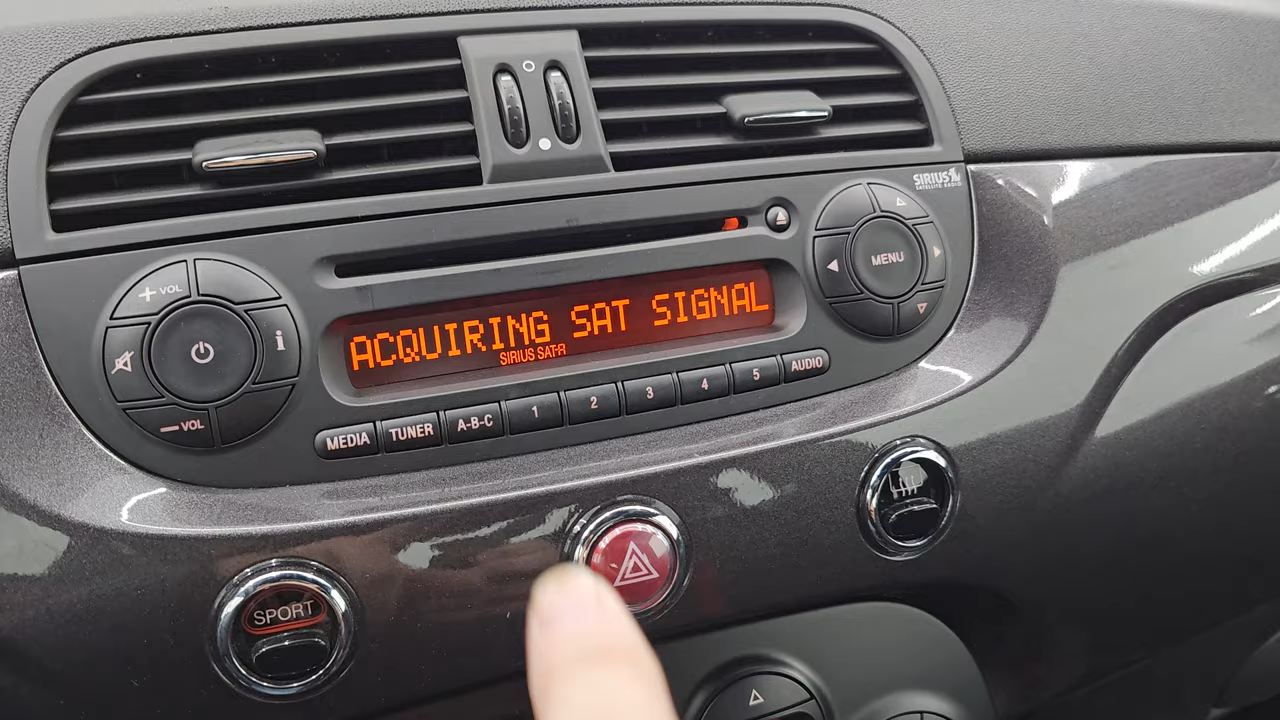 SIRIUS
SATELLITE RADIO
+ VOL
MENU
i
ACQUIRING SAT SIGNAL
SIRIUS SAT-R
— VOL
MEDIA TUNER A-B-C 1 2 3 4 5 AUDIO
SPORT